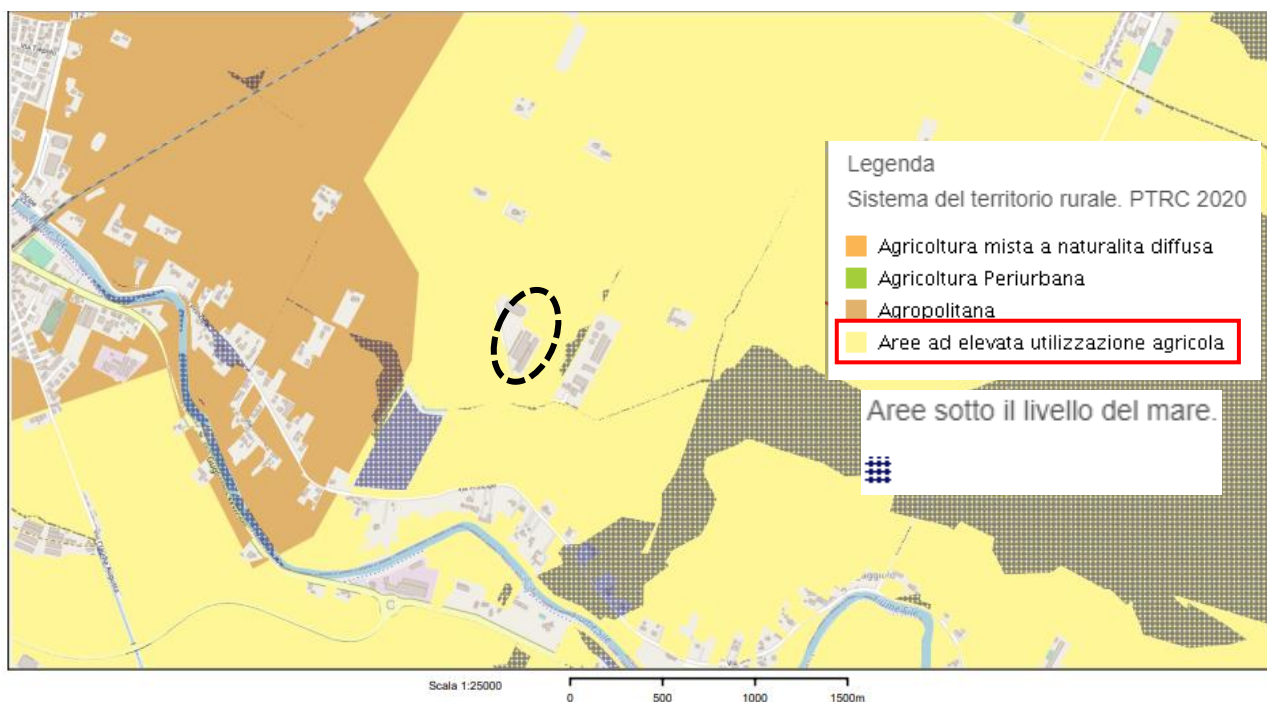 Legenda
Sistema del territorio rurale. PTRC 2020
Agricoltura mista a naturalita diffusa
Agricoltura Periurbana
Agropolitana
Aree ad elevata utilizzazione agricola
Aree sotto il livello del mare.
Scala 1:25000
0 500 1000 1500m